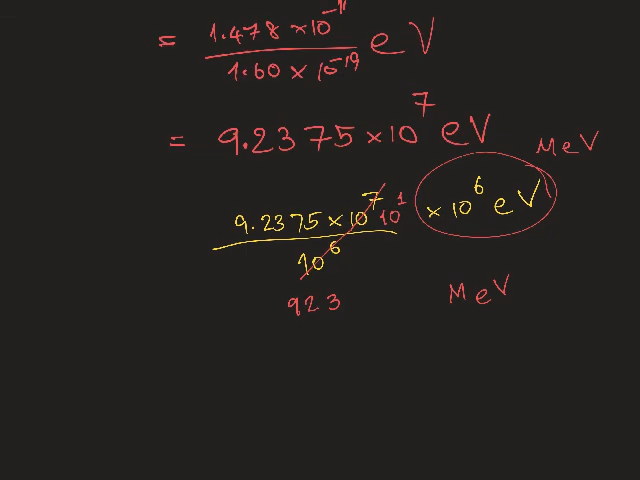 = 1.478 × 10⁻¹¹ / 1.60 × 10⁻¹⁹ eV
= 9.2375 × 10⁷ eV
MeV
9.2375 × 10⁷ 10¹ / 10⁶ × 10⁶ eV
923 MeV